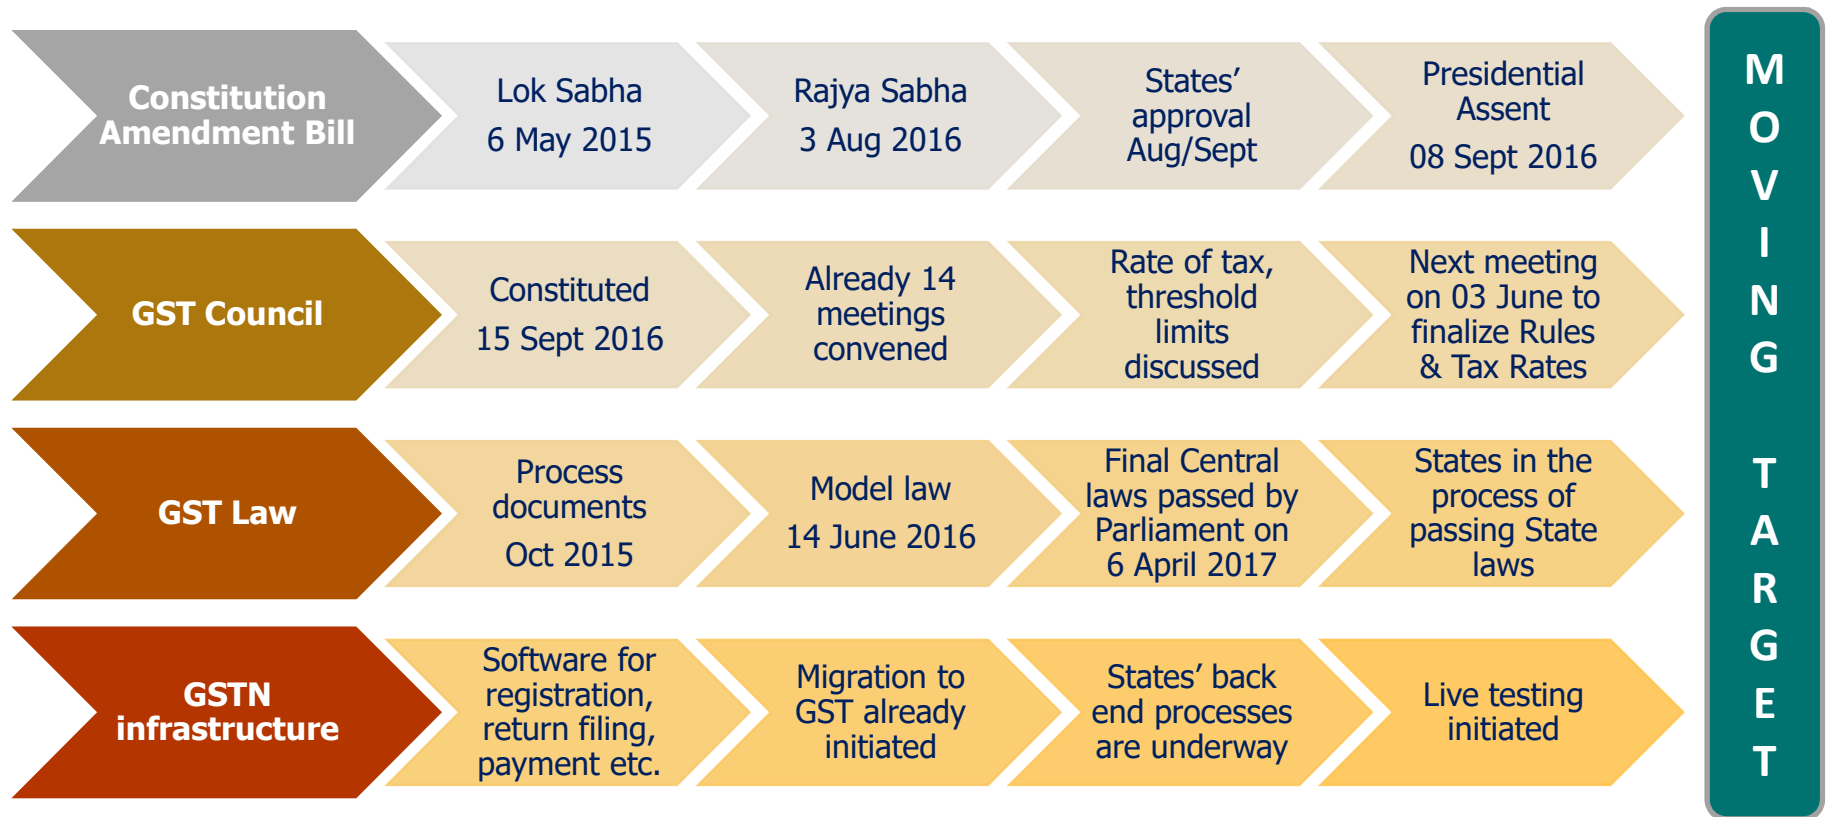 Constitution
Amendment Bill
Lok Sabha
6 May 2015
Rajya Sabha
3 Aug 2016
States’
approval
Aug/Sept
Presidential
Assent
08 Sept 2016
GST Council
Constituted
15 Sept 2016
Already 14
meetings
convened
Rate of tax,
threshold
limits
discussed
Next meeting
on 03 June to
finalize Rules
& Tax Rates
GST Law
Process
documents
Oct 2015
Model law
14 June 2016
Final Central
laws passed by
Parliament on
6 April 2017
States in the
process of
passing State
laws
GSTN
infrastructure
Software for
registration,
return filing,
payment etc.
Migration to
GST already
initiated
States’ back
end processes
are underway
Live testing
initiated
MOVING TARGET